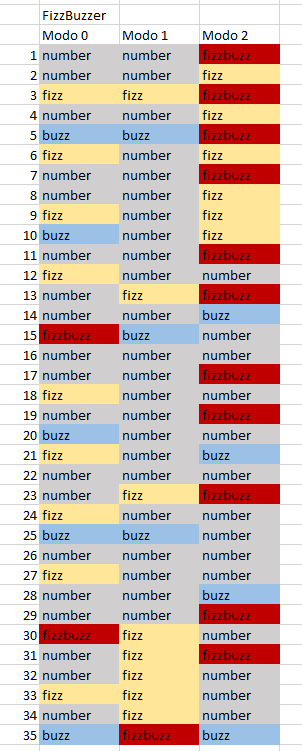 FizzBuzzer
Modo 0 Modo 1 Modo 2
1 number number fizzbuzz
2 number number fizz
3 fizz fizz fizzbuzz
4 number number fizz
5 buzz buzz fizzbuzz
6 fizz number fizz
7 number number fizzbuzz
8 number number fizz
9 fizz number fizz
10 buzz number fizz
11 number number fizzbuzz
12 fizz number number
13 number fizz fizzbuzz
14 number number buzz
15 fizzbuzz buzz number
16 number number number
17 number number fizzbuzz
18 fizz number number
19 number number fizzbuzz
20 buzz number number
21 fizz number buzz
22 number number number
23 number fizz fizzbuzz
24 fizz number number
25 buzz buzz number
26 number number number
27 fizz number number
28 number number buzz
29 number number fizzbuzz
30 fizzbuzz fizz number
31 number fizz fizzbuzz
32 number fizz number
33 fizz fizz number
34 number fizz number
35 buzz fizzbuzz buzz